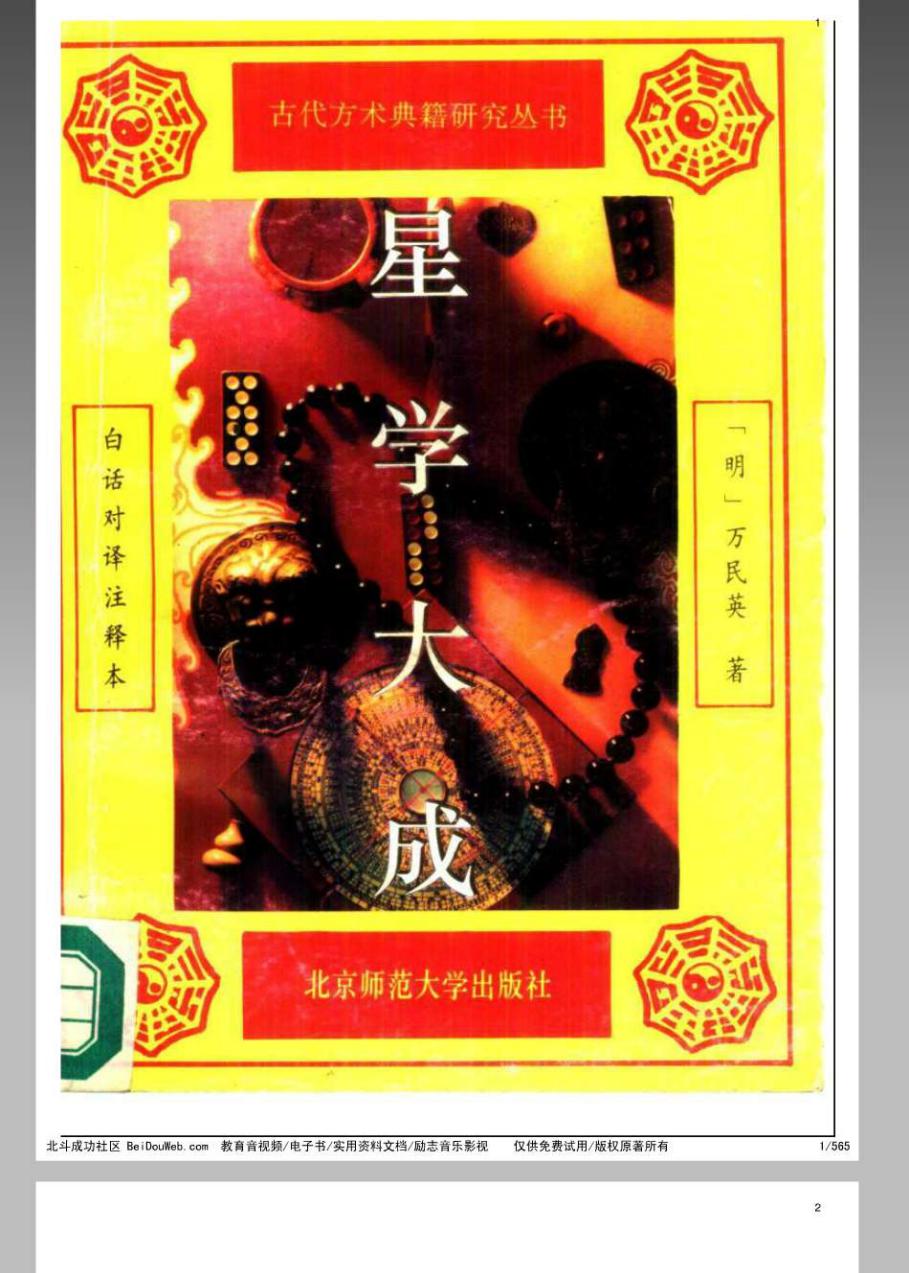 1
古代方术典籍研究丛书
星学大成
「明」万民英 著
白话对译注释本
北京师范大学出版社
北斗成功社区 BeiDouWeb.com 教育音视频/电子书/实用资料文档/励志音乐影视 仅供免费试用/版权原著所有 1/565
2